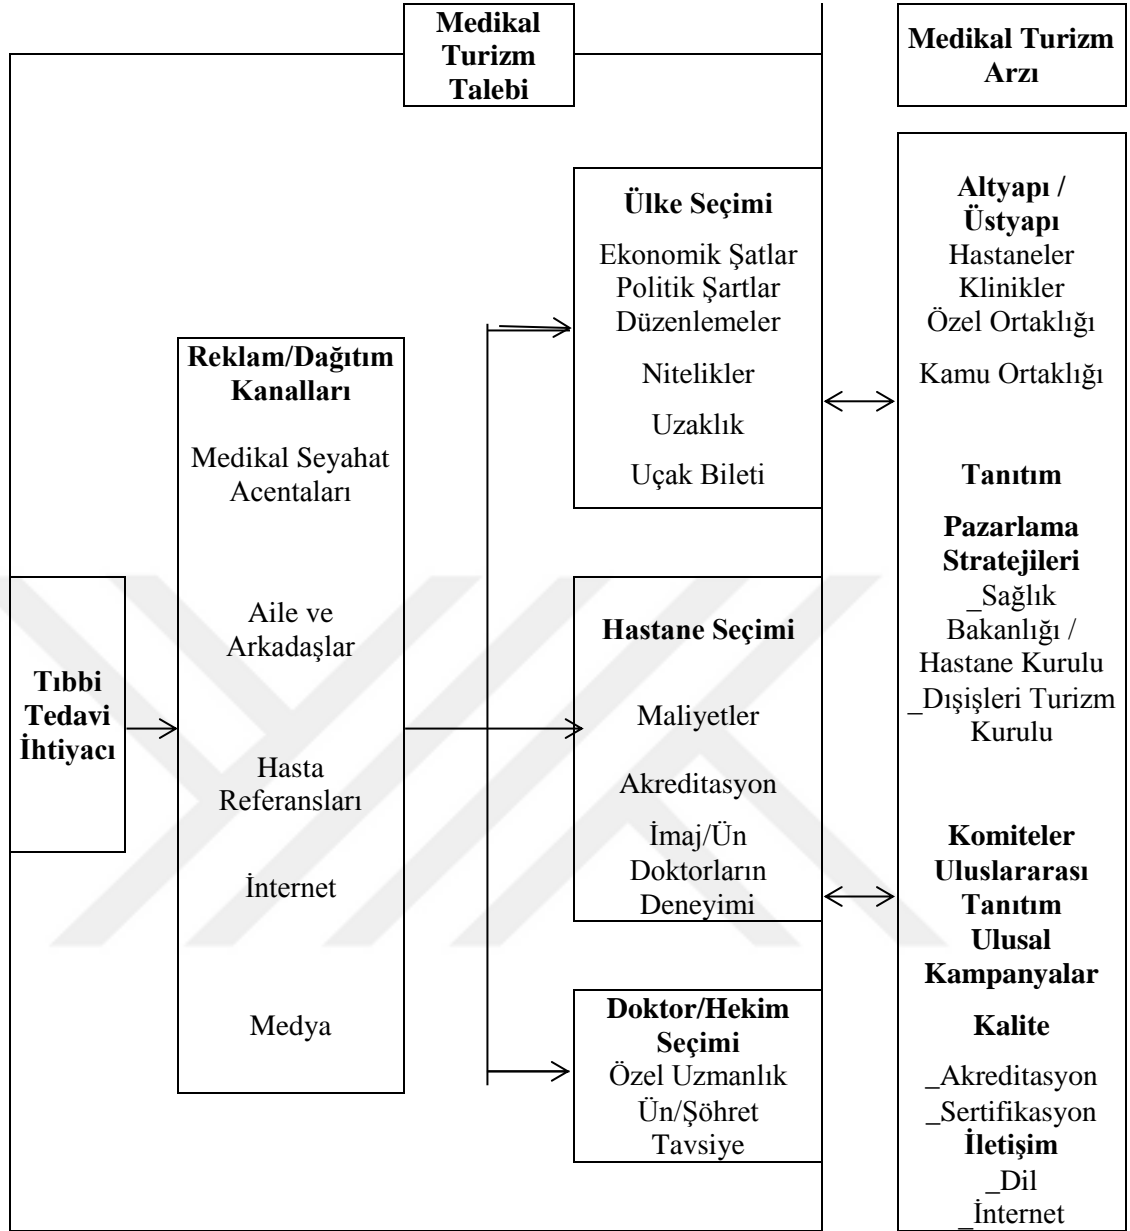 Medikal
Turizm
Talebi
Medikal Turizm
Arzı
Tıbbi
Tedavi
İhtiyacı
Reklam/Dağıtım
Kanalları
Medikal Seyahat
Acentaları
Aile ve
Arkadaşlar
Hasta
Referansları
İnternet
Medya
Ülke Seçimi
Ekonomik Şatlar
Politik Şartlar
Düzenlemeler
Nitelikler
Uzaklık
Uçak Bileti
Hastane Seçimi
Maliyetler
Akreditasyon
İmaj/Ün
Doktorların
Deneyimi
Doktor/Hekim
Seçimi
Özel Uzmanlık
Ün/Şöhret
Tavsiye
Altyapı /
Üstyapı
Hastaneler
Klinikler
Özel Ortaklığı
Kamu Ortaklığı
Tanıtım
Pazarlama
Stratejileri
_Sağlık
Bakanlığı /
Hastane Kurulu
_Dışişleri Turizm
Kurulu
Komiteler
Uluslararası
Tanıtım
Ulusal
Kampanyalar
Kalite
_Akreditasyon
_Sertifikasyon
İletişim
_Dil
_İnternet